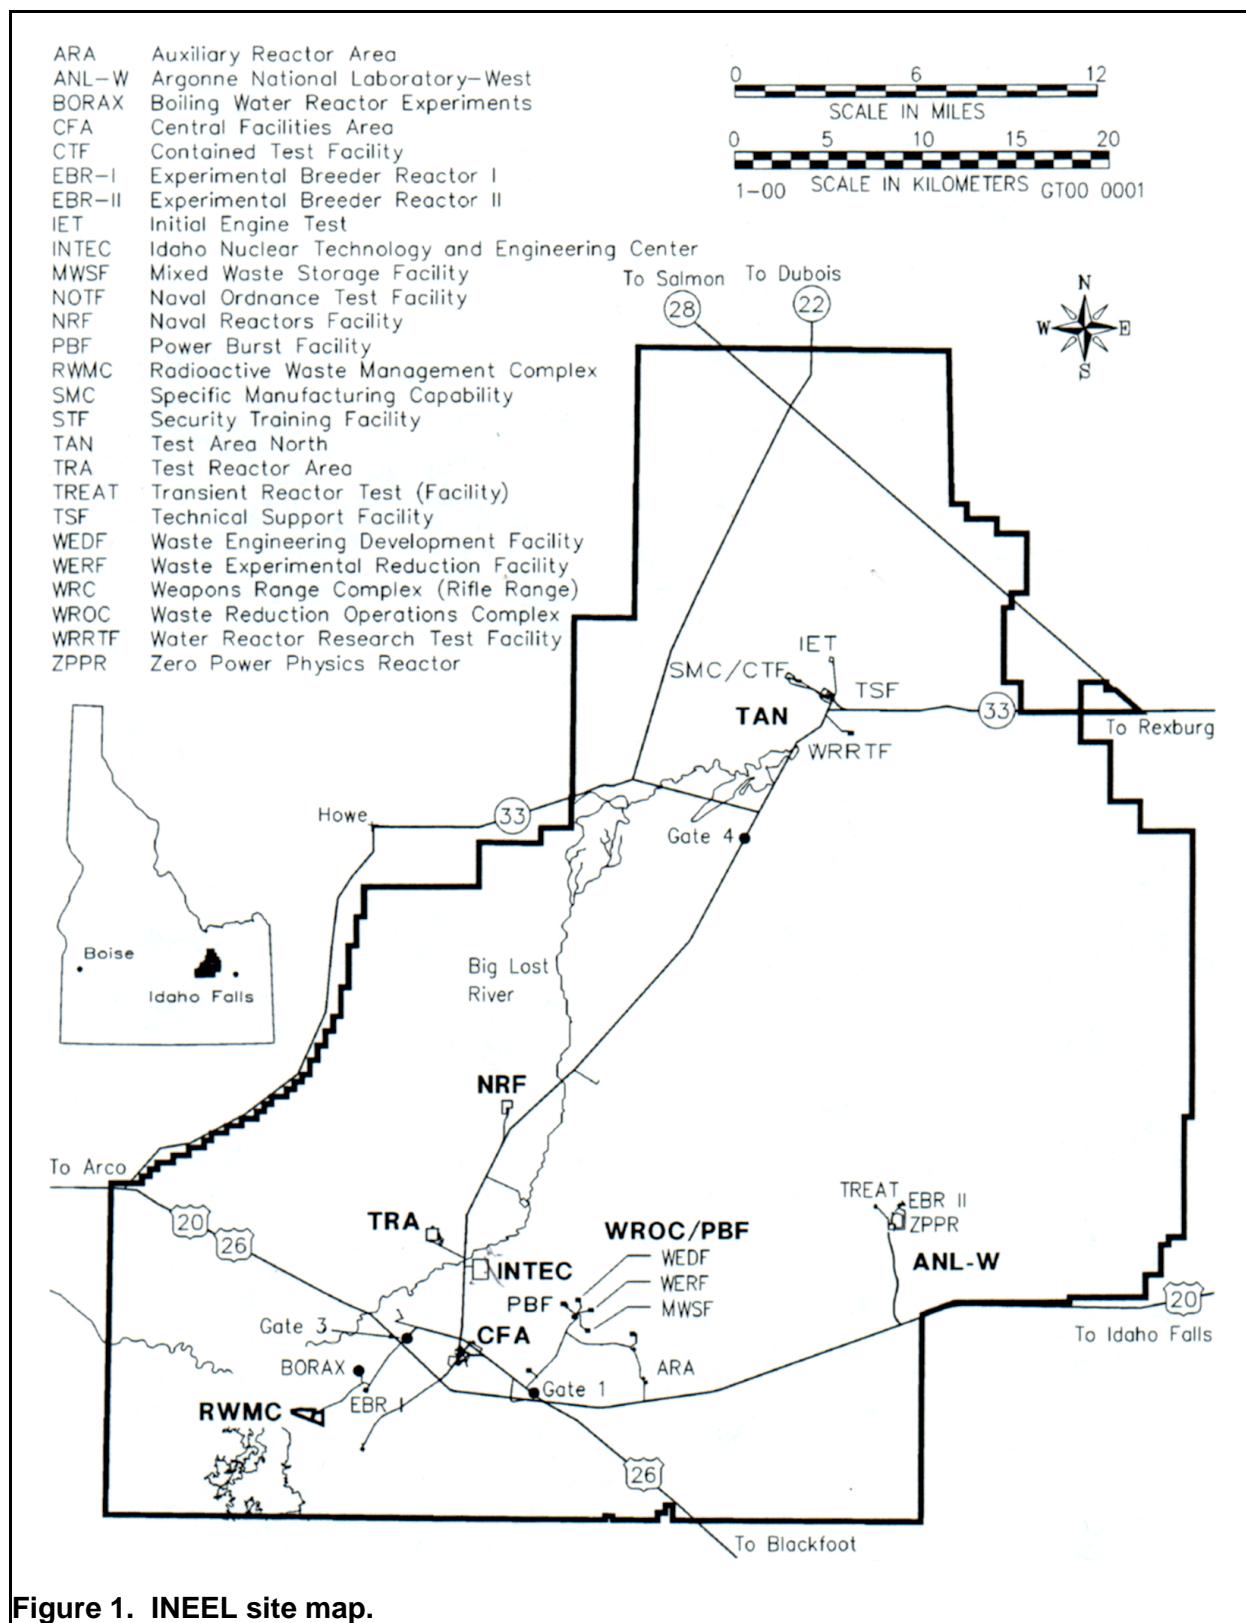 ARA Auxiliary Reactor Area
ANL-W Argonne National Laboratory-West
BORAX Boiling Water Reactor Experiments
CFA Central Facilities Area
CTF Contained Test Facility
EBR-I Experimental Breeder Reactor I
EBR-II Experimental Breeder Reactor II
IET Initial Engine Test
INTEC Idaho Nuclear Technology and Engineering Center
MWSF Mixed Waste Storage Facility
NOTF Naval Ordnance Test Facility
NRF Naval Reactors Facility
PBF Power Burst Facility
RWMC Radioactive Waste Management Complex
SMC Specific Manufacturing Capability
STF Security Training Facility
TAN Test Area North
TRA Test Reactor Area
TREAT Transient Reactor Test (Facility)
TSF Technical Support Facility
WEDF Waste Engineering Development Facility
WERF Waste Experimental Reduction Facility
WRC Weapons Range Complex (Rifle Range)
WROC Waste Reduction Operations Complex
WRRTF Water Reactor Research Test Facility
ZPPR Zero Power Physics Reactor
0 6 12
SCALE IN MILES
0 5 10 15 20
1-00 SCALE IN KILOMETERS GT00 0001
To Salmon To Dubois
28 22
N
W E
S
IET
SMC/CTF
TSF
TAN
33
To Rexburg
WRRTF
Howe
33
Gate 4
Boise
Idaho Falls
Big Lost
River
NRF
To Arco
20
26
TRA
WROC/PBF
WEDF
WERF
MWSF
TREAT
EBR II
ZPPR
ANL-W
INTEC
PBF
20
To Idaho Falls
Gate 3
CFA
BORAX
ARA
EBR I
Gate 1
RWMC
26
To Blackfoot
Figure 1. INEEL site map.